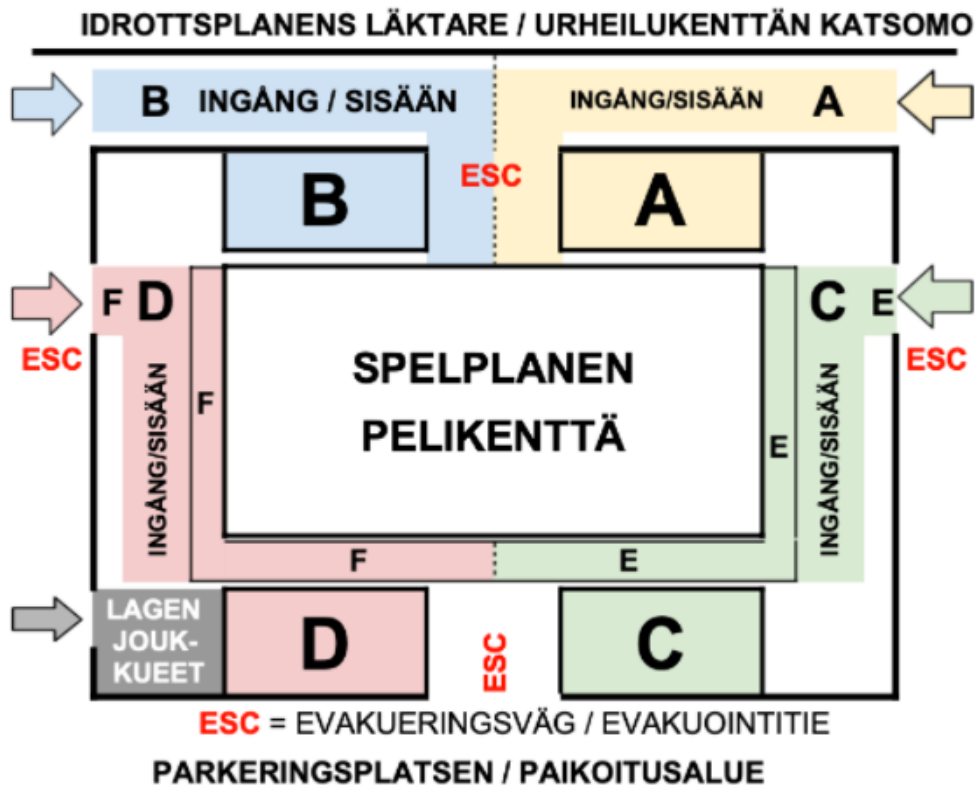 IDROTTSPLANENS LÄKTARE / URHEILUKENTTÄN KATSOMO
B INGÅNG / SISÄÄN
INGÅNG/SISÄÄN A
ESC
B
A
F D
C E
ESC
ESC
SPELPLANEN
PELIKENTTÄ
INGÅNG/SISÄÄN
F
E
INGÅNG/SISÄÄN
F
E
LAGEN
JOUK-
KUEET
D
ESC
C
ESC = EVAKUERINGSVÄG / EVAKUOINTITIE
PARKERINGSPLATSEN / PAIKOITUSALUE